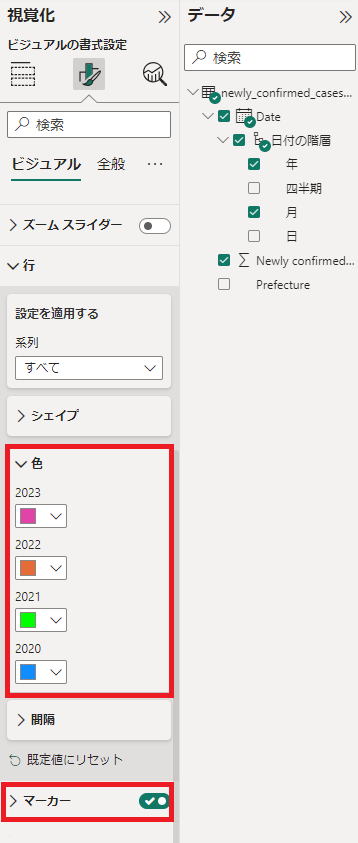 視覚化
ビジュアルの書式設定
検索
ビジュアル 全般 ...
ズーム スライダー
行
設定を適用する
系列
すべて
シェイプ
色
2023
2022
2021
2020
間隔
既定値にリセット
マーカー
データ
検索
newly_confirmed_cases...
Date
日付の階層
年
四半期
月
日
Newly confirmed...
Prefecture